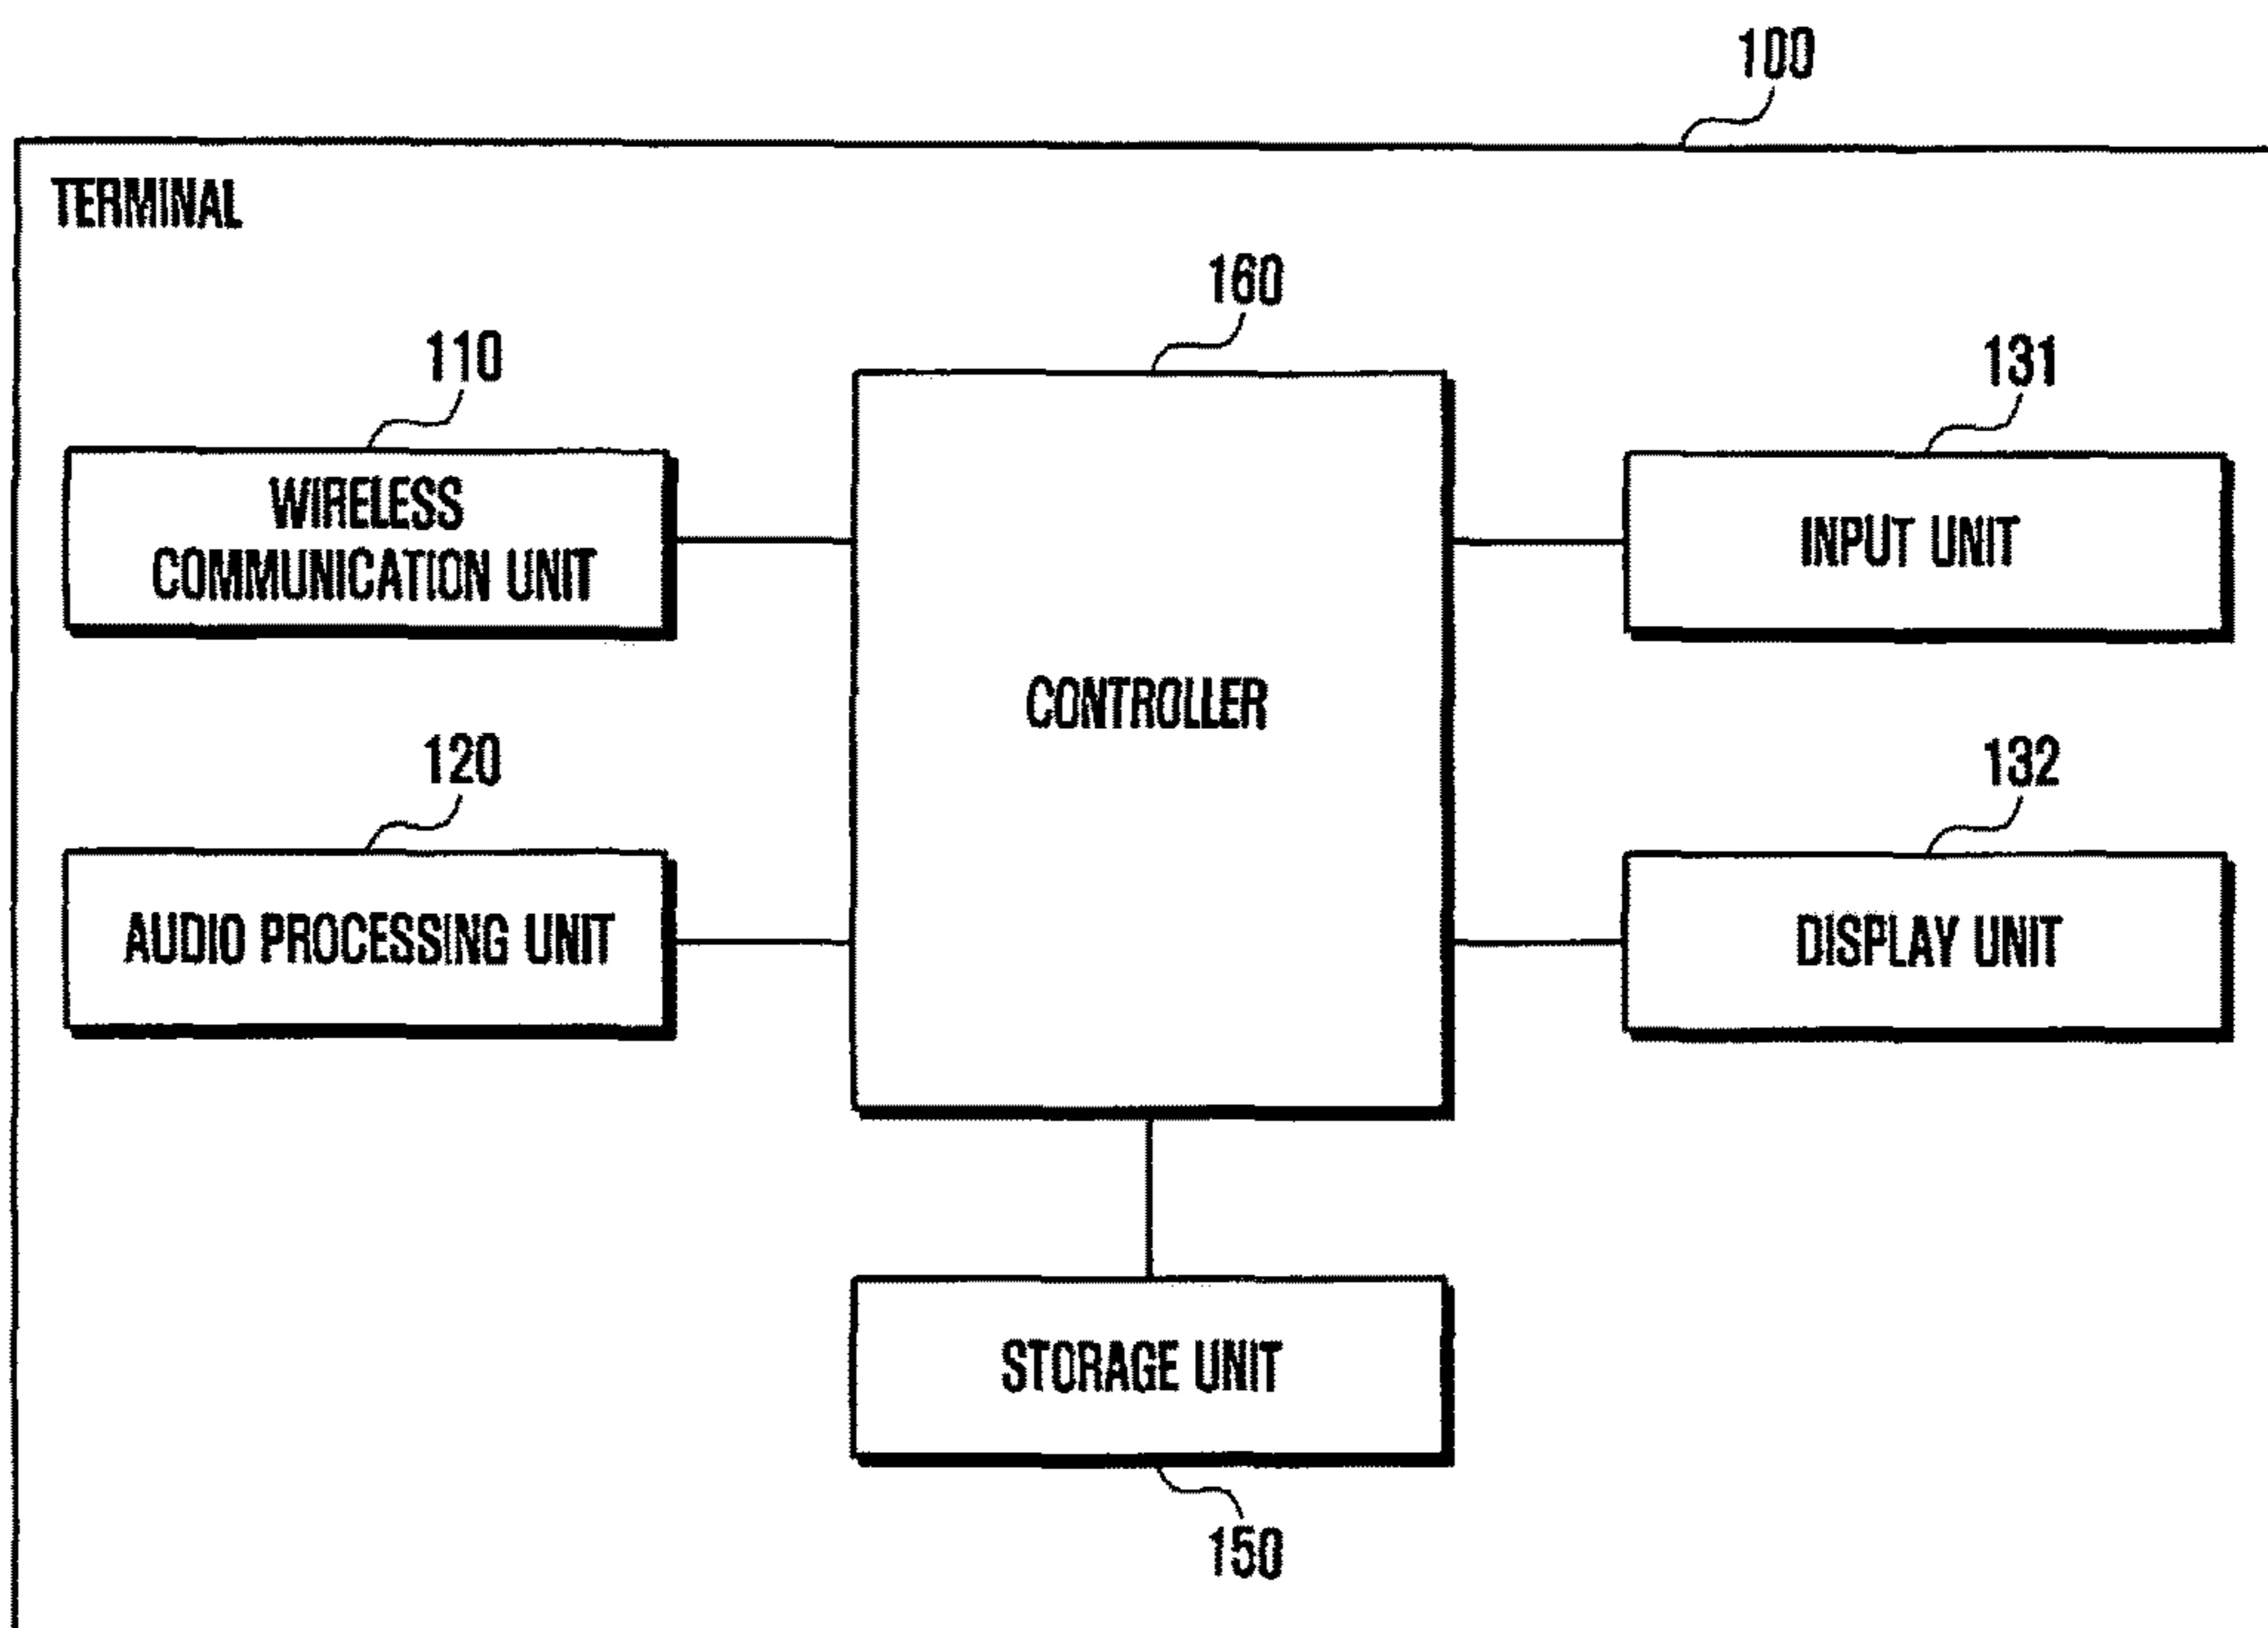 100
TERMINAL
160
110
131
WIRELESS
COMMUNICATION UNIT
INPUT UNIT
CONTROLLER
120
132
AUDIO PROCESSING UNIT
DISPLAY UNIT
STORAGE UNIT
150